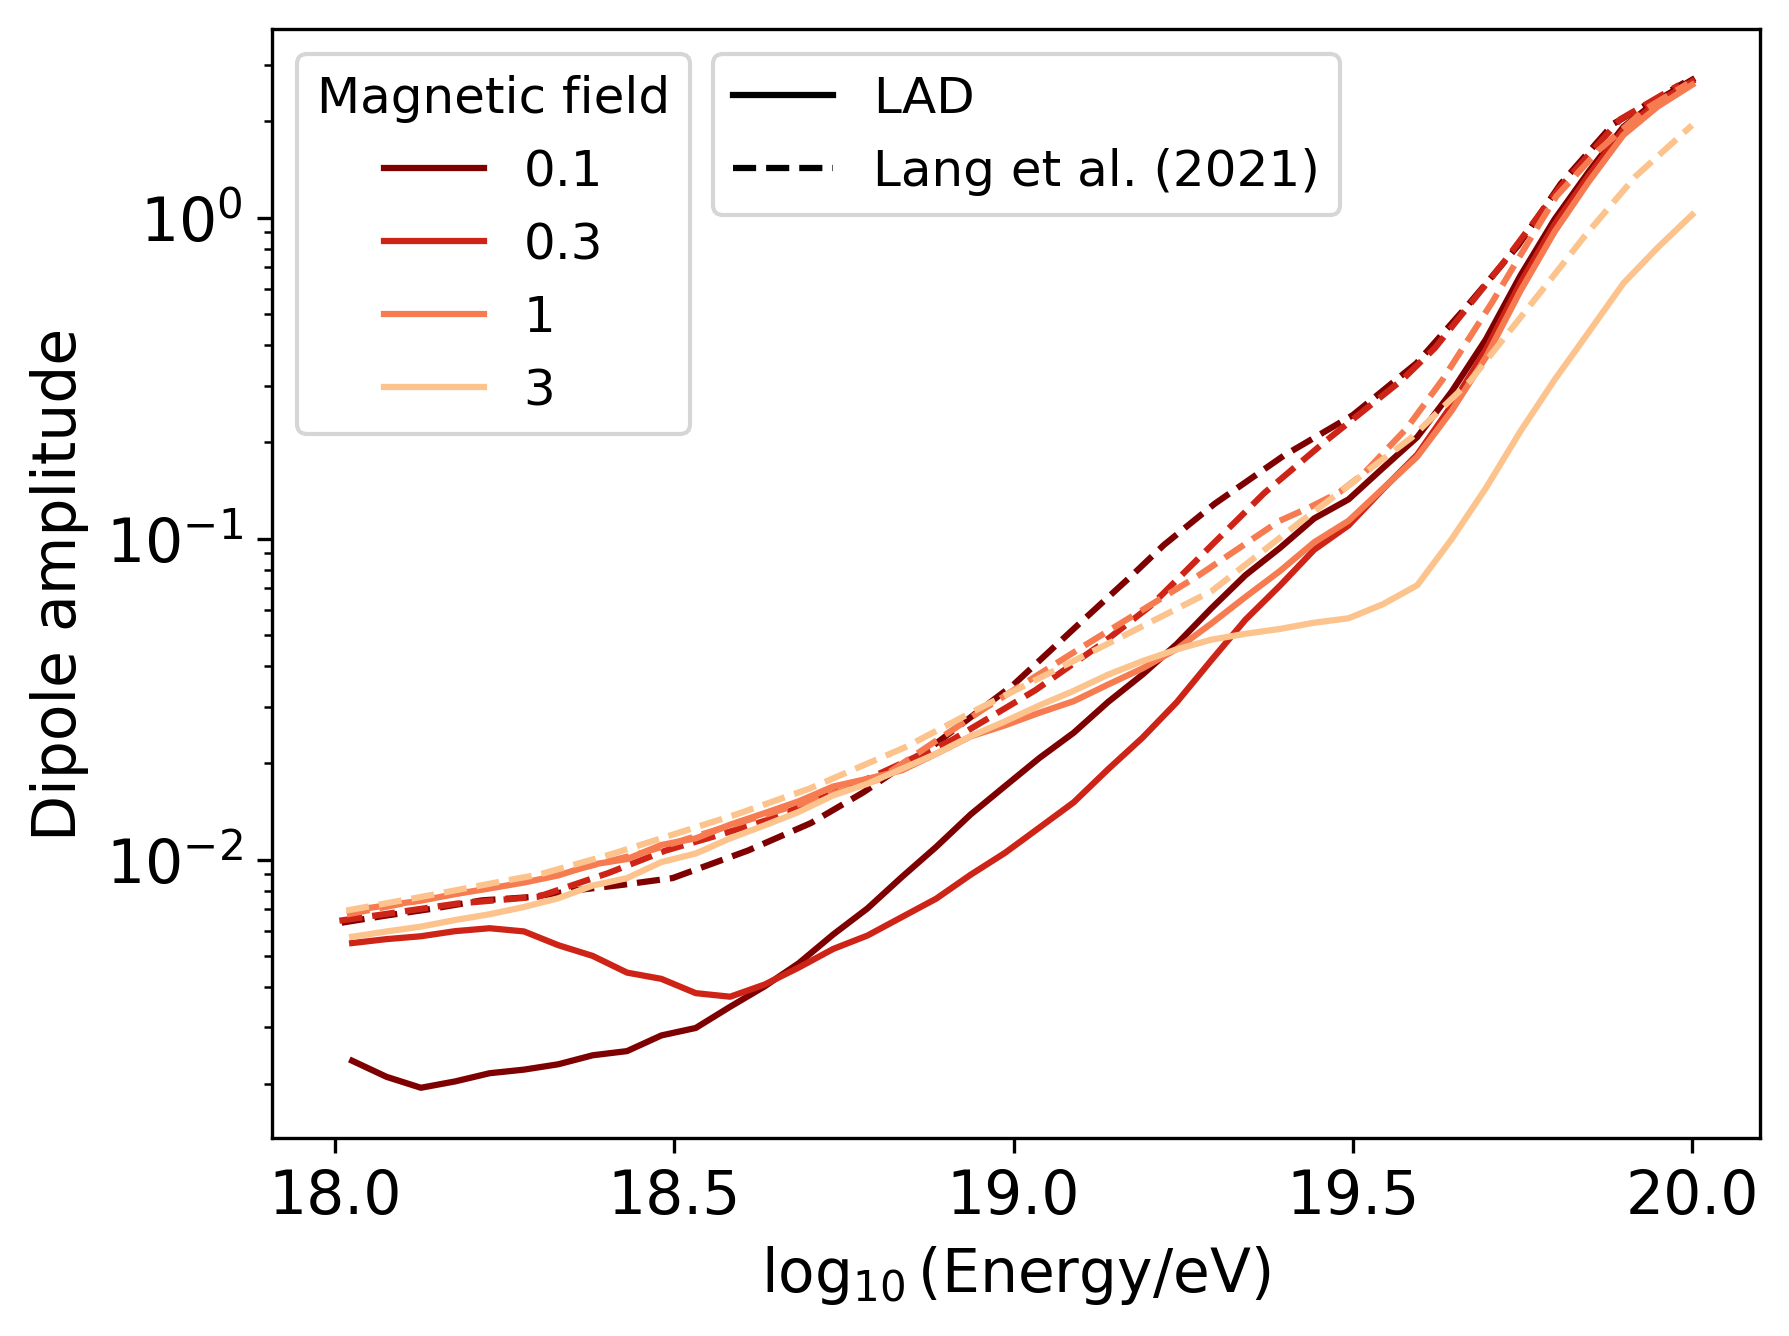 Magnetic field
0.1
0.3
1
3
LAD
Lang et al. (2021)
10⁰
10⁻¹
10⁻²
Dipole amplitude
18.0 18.5 19.0 19.5 20.0
log₁₀(Energy/eV)